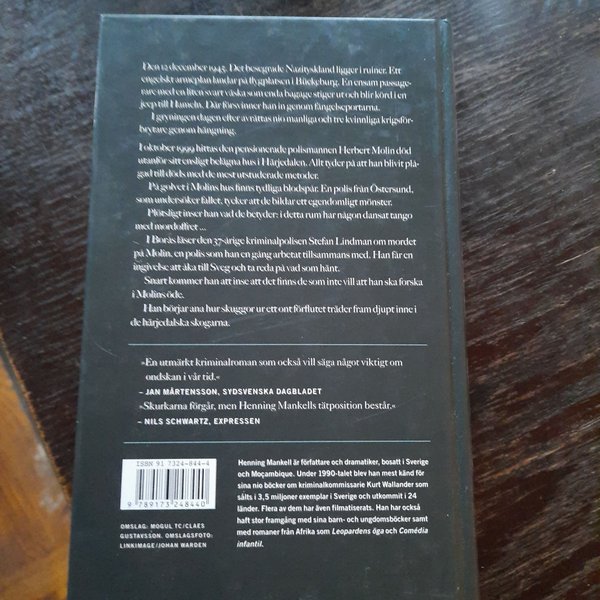 Den 12 december 1945. Det besegrade Nazityskland ligger i ruiner. Ett
engelskt armeplan landar på flygplatsen i Bückeburg. En ensam passage-
rare med en liten svart väska som enda bagage stiger ut och blir körd i en
jeep till Hameln. Där försvinner han in genom fängelseportarna.
I gryningen dagen efter avrättas nio manliga och tre kvinnliga krigsför-
brytare genom hängning.
I oktober 1999 hittas den pensionerade polismannen Herbert Molin död
utanför sitt ensligt belägna hus i Härjedalen. Allt tyder på att han blivit plå-
gad till döds med de mest utstuderade metoder.
På golvet i Molins hus finns tydliga blodspår. En polis från Östersund,
som undersöker fallet, tycker att de bildar ett egendomligt mönster.
Plötsligt inser han vad de betyder: i detta rum har någon dansat tango
med mordoffret ...
I Borås läser den 37-årige kriminalpolisen Stefan Lindman om mordet
på Molin, en polis som han en gång arbetat tillsammans med. Han får en
ingivelse att åka till Sveg och ta reda på vad som hänt.
Snart kommer han att inse att det finns de som inte vill att han ska forska
i Molins öde.
Han börjar ana hur skuggor ur ett ont förflutet träder fram djupt inne i
de härjedalska skogarna.
»En utmärkt kriminalroman som också vill säga något viktigt om
ondskan i vår tid.«
– JAN MÅRTENSSON, SYDSVENSKA DAGBLADET
»Skurkarna förgår, men Henning Mankells tätposition består.«
– NILS SCHWARTZ, EXPRESSEN
ISBN 91-7324-844-4
9 789173 248440
OMSLAG: MOGUL TC/CLAES
GUSTAVSSON. OMSLAGSFOTO:
LINKIMAGE/JOHAN WARDEN
Henning Mankell är författare och dramatiker, bosatt i Sverige
och Moçambique. Under 1990-talet blev han mest känd för
sina nio böcker om kriminalkommissarie Kurt Wallander som
sålts i 3,5 miljoner exemplar i Sverige och utkommit i 24
länder. Flera av dem har även filmatiserats. Han har också
haft stor framgång med sina barn- och ungdomsböcker samt
med romaner från Afrika som Leopardens öga och Comédia
infantil.